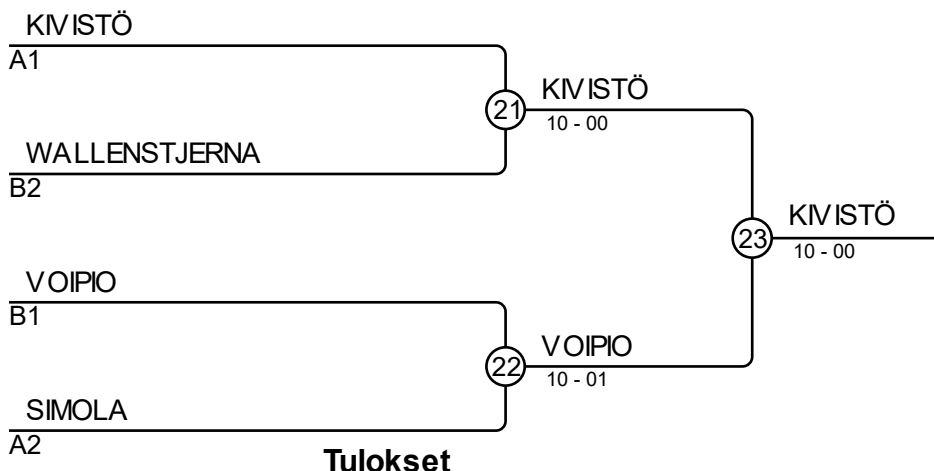 KIVISTÖ
A1
21
KIVISTÖ
10 - 00
WALLENSTJERNA
B2
23
KIVISTÖ
10 - 00
VOIPIO
B1
22
VOIPIO
10 - 01
SIMOLA
A2
Tulokset